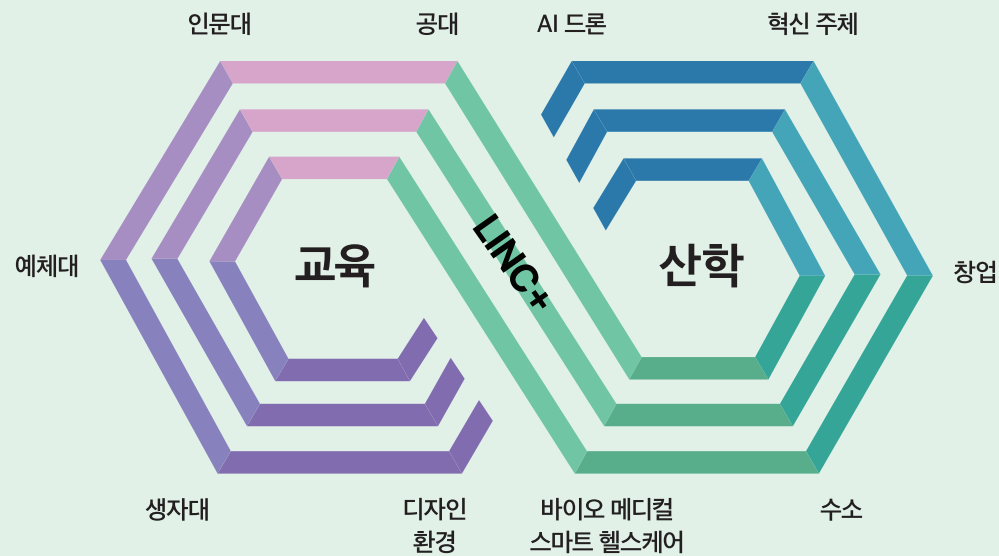 인문대
공대
AI 드론
혁신 주체
예체대
교육
LINC+
산학
창업
생자대
디자인
환경
바이오 메디컬
스마트 헬스케어
수소